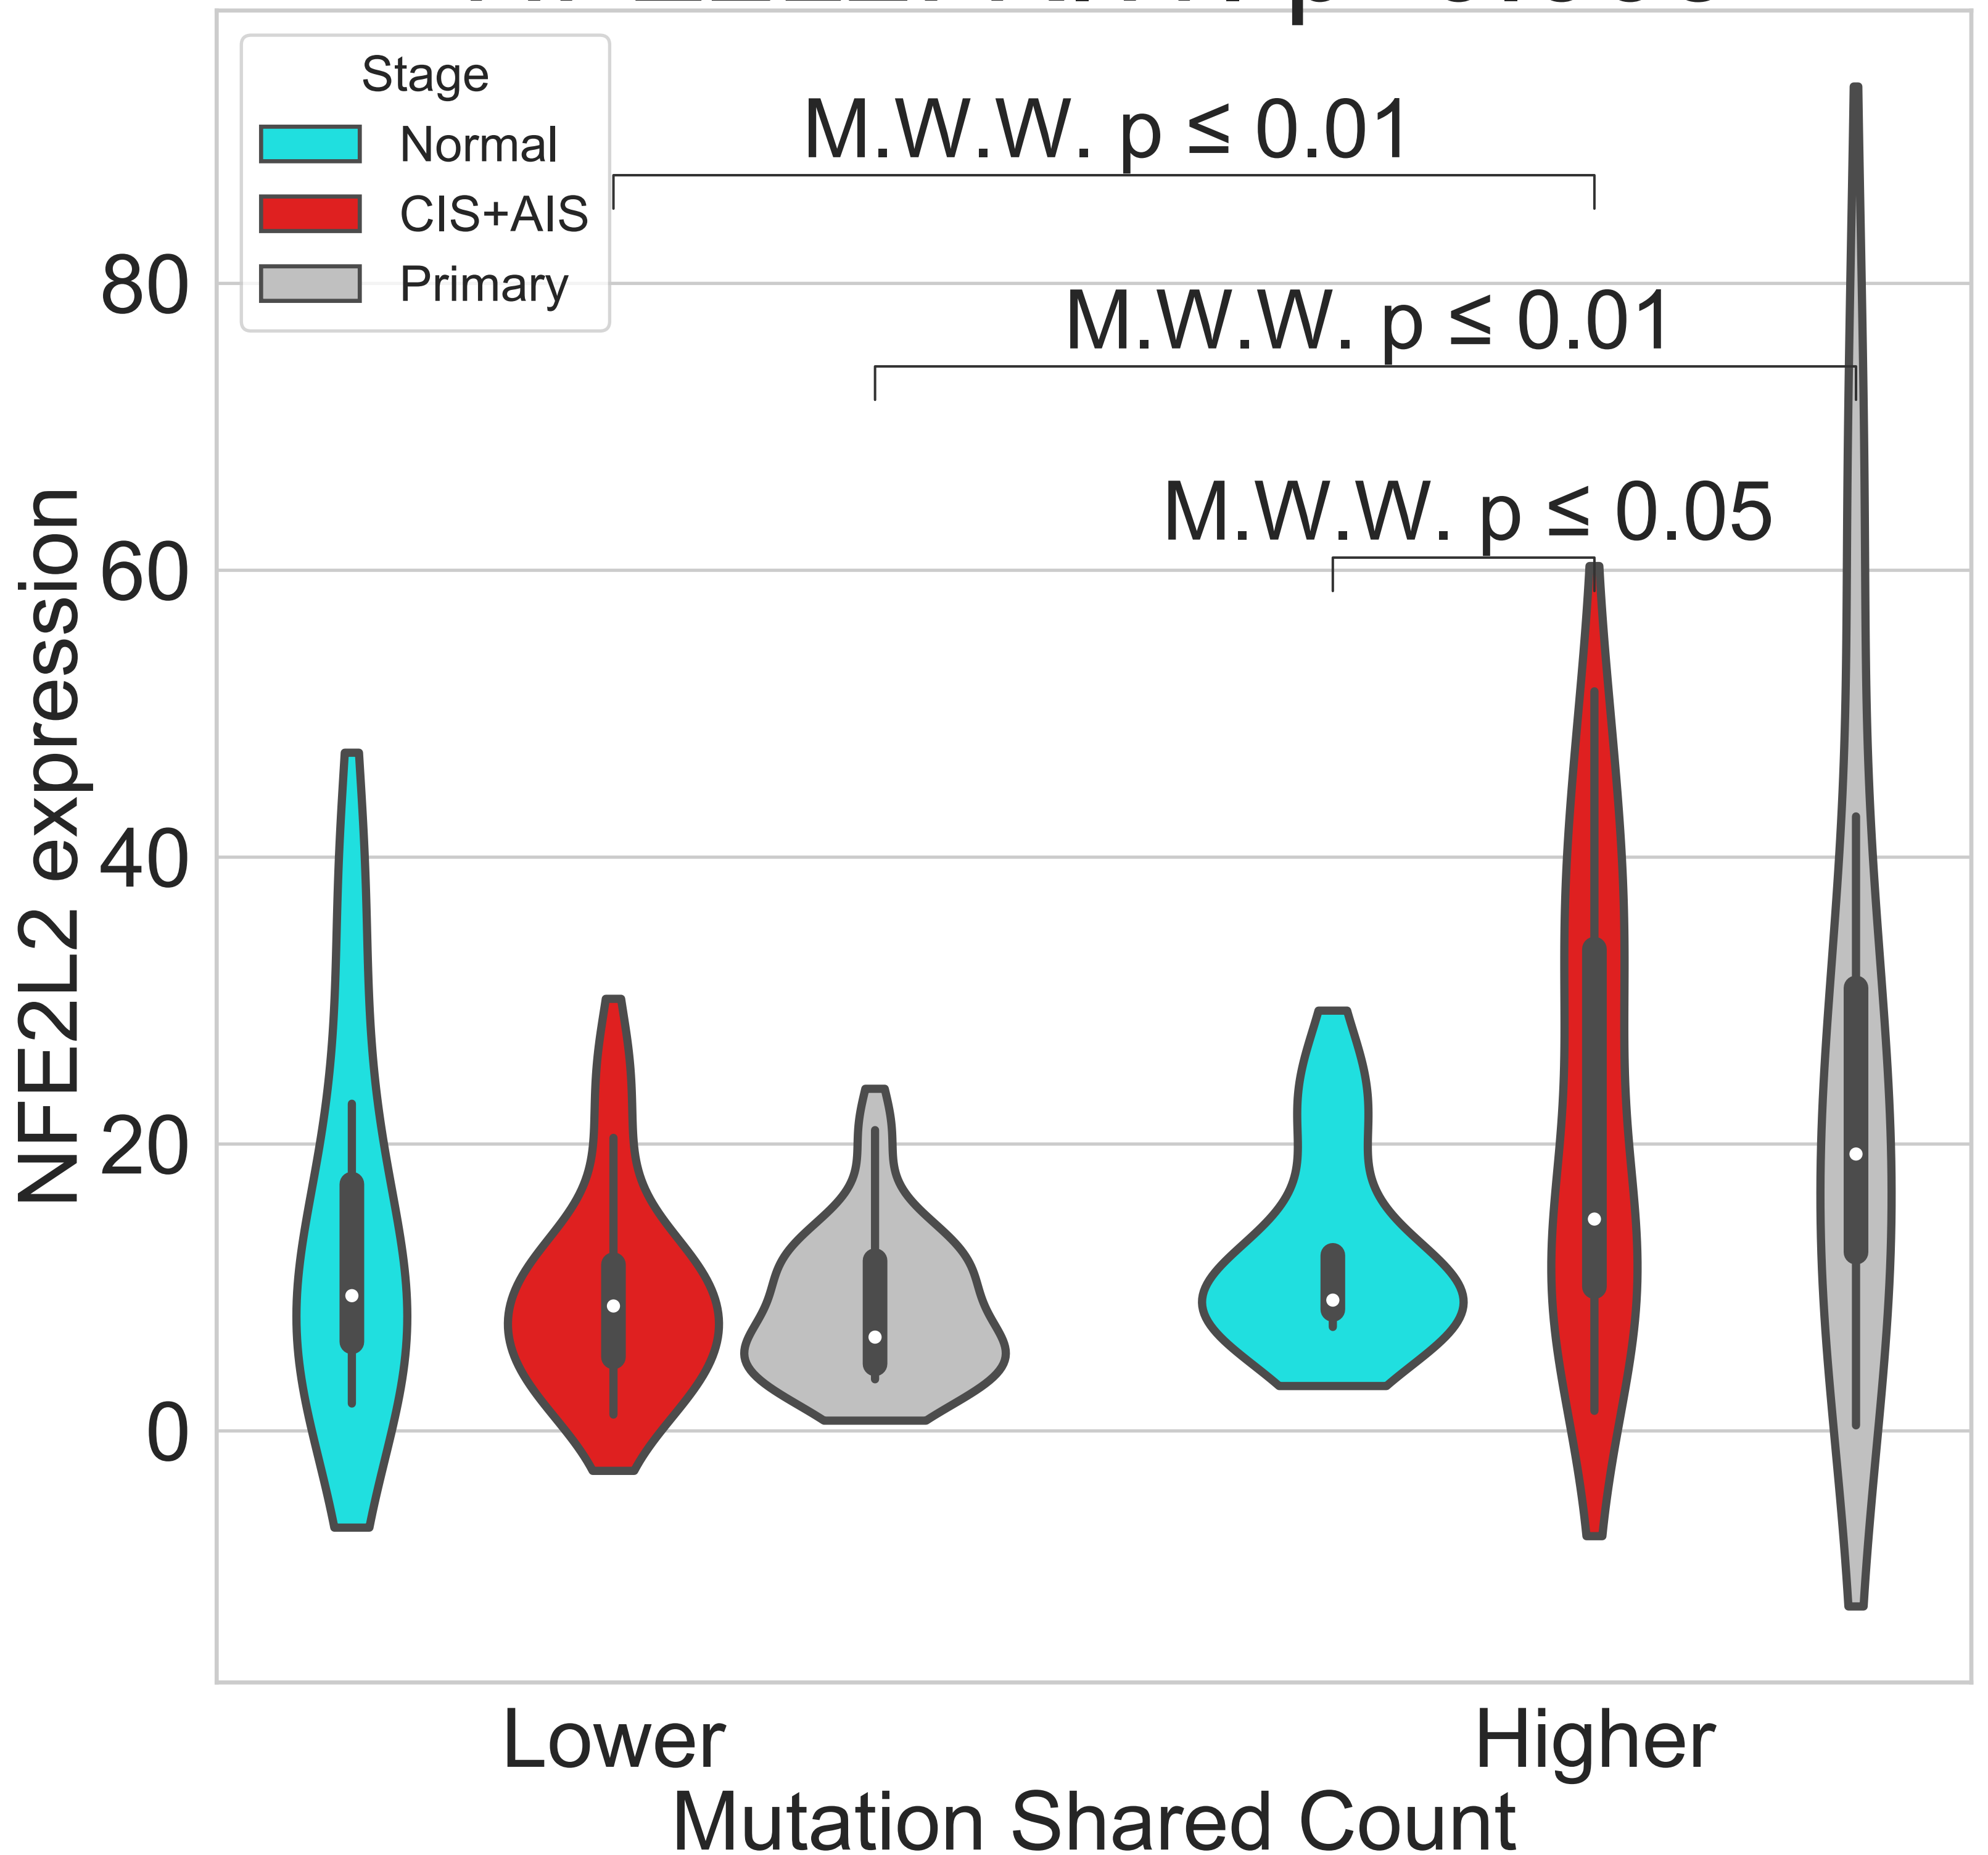 Stage
Normal
CIS+AIS
Primary
M.W.W. p ≤ 0.01
M.W.W. p ≤ 0.01
M.W.W. p ≤ 0.05
80
60
40
20
0
NFE2L2 expression
Lower
Higher
Mutation Shared Count